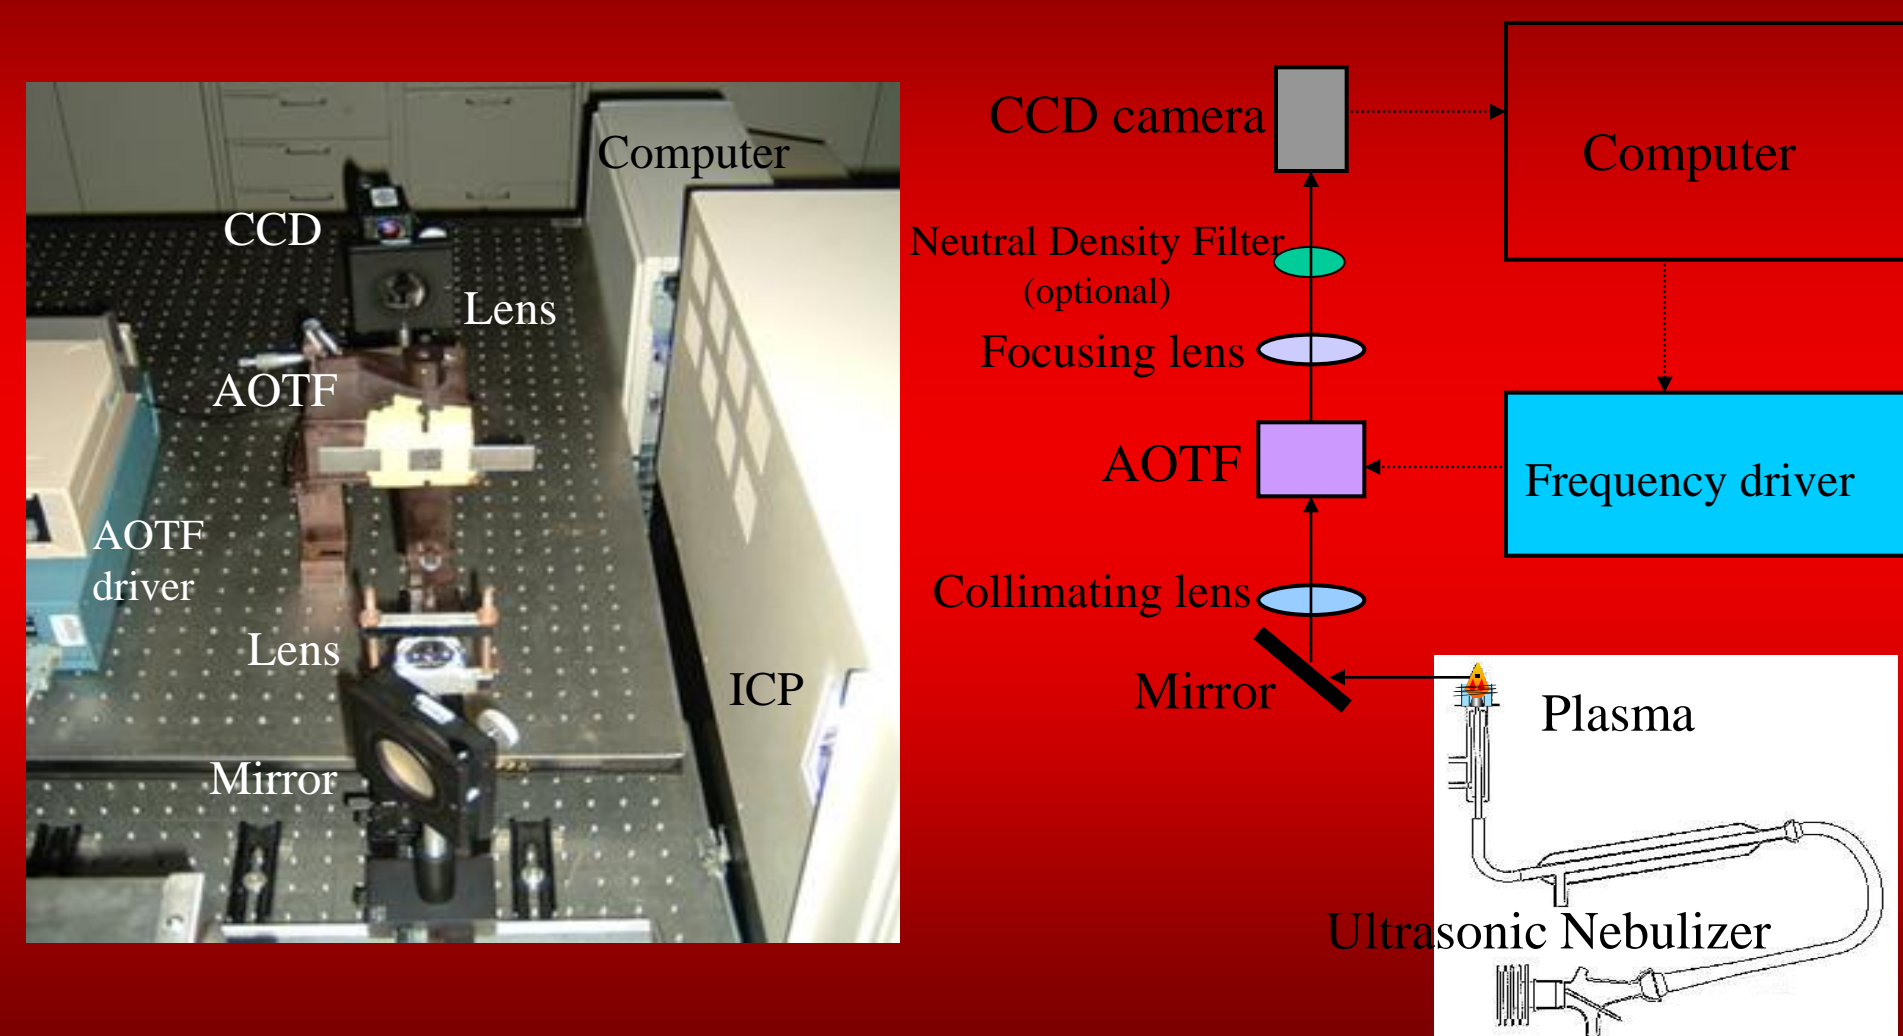 Computer
CCD
Lens
AOTF
AOTF
driver
Lens
ICP
Mirror
CCD camera
Computer
Neutral Density Filter
(optional)
Focusing lens
AOTF
Frequency driver
Collimating lens
Mirror
Plasma
Ultrasonic Nebulizer